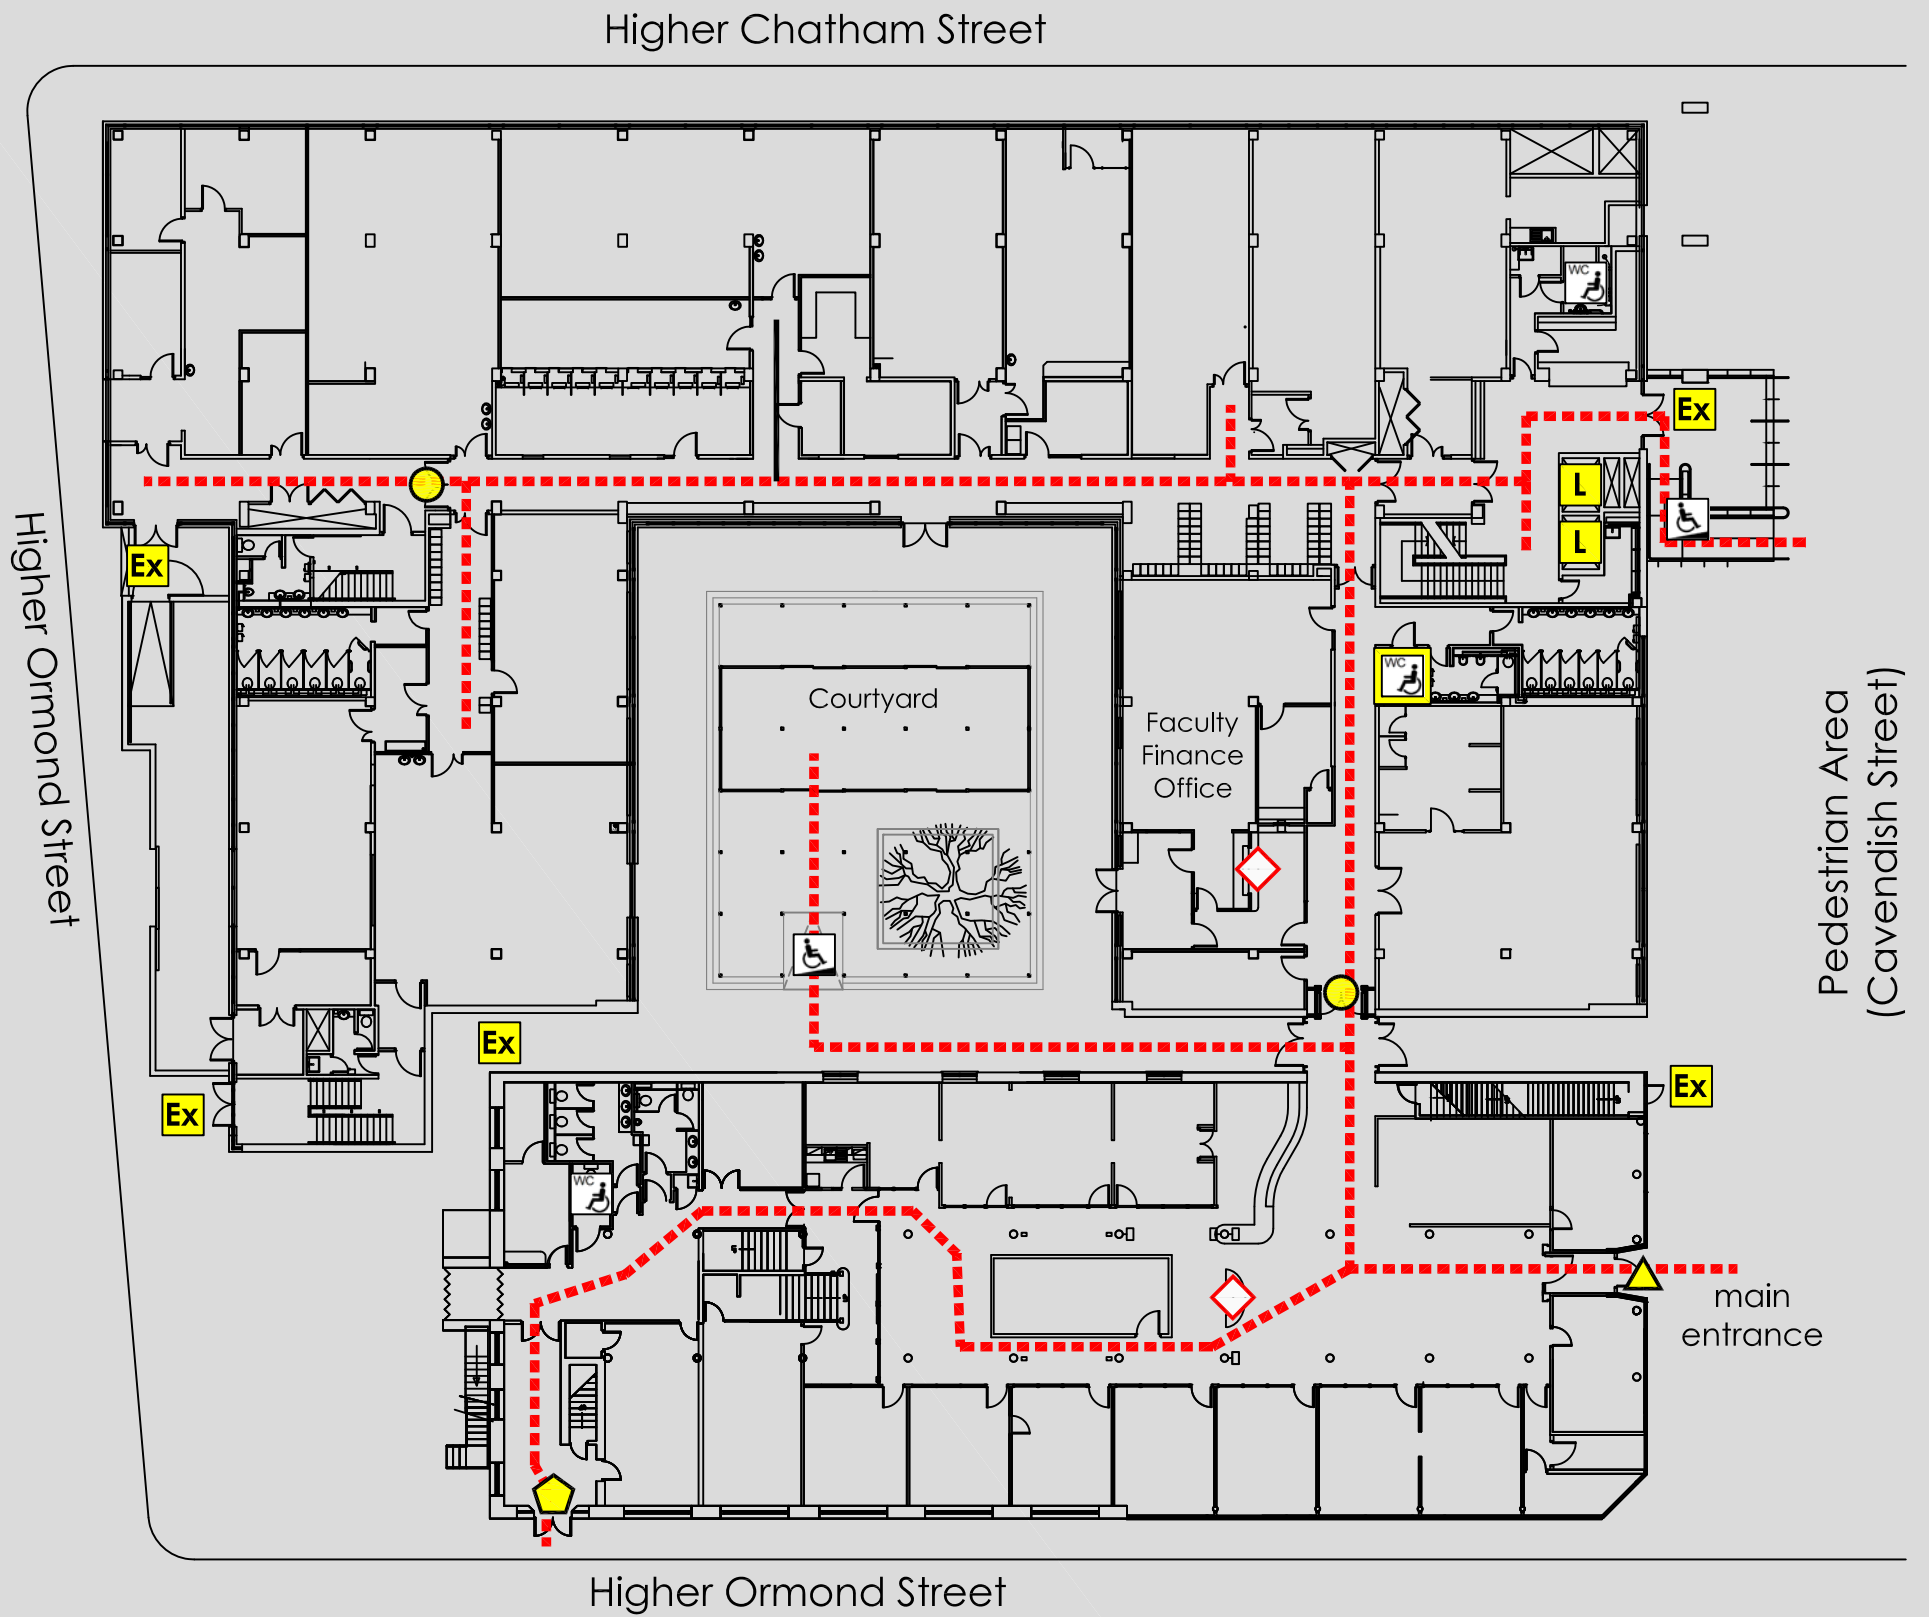 Higher Chatham Street
WC
Ex
L
L
Ex
Higher Ormond Street
WC
Courtyard
Faculty
Finance
Office
Pedestrian Area
(Cavendish Street)
Ex
Ex
Ex
WC
main
entrance
Higher Ormond Street